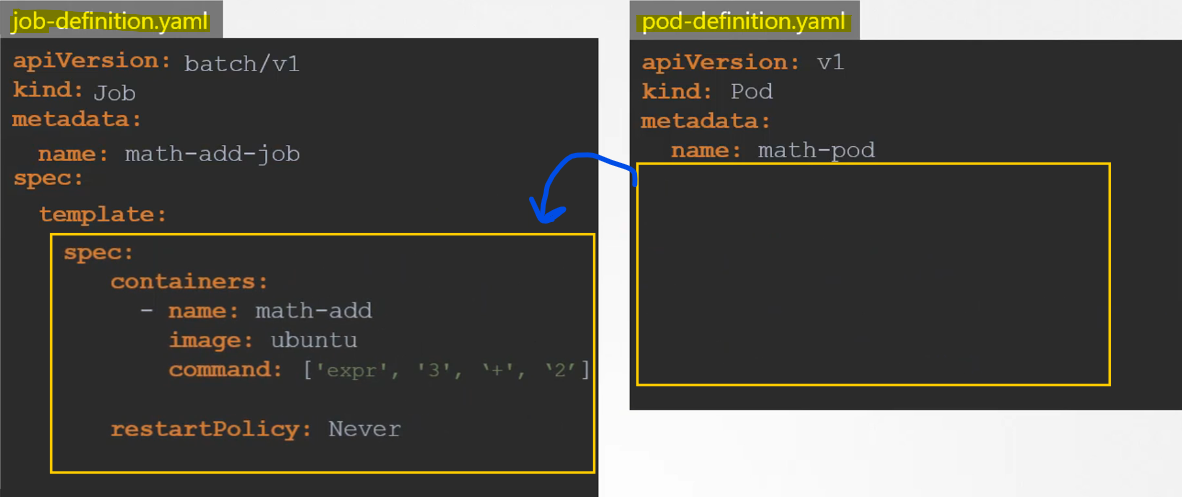 job-definition.yaml
apiVersion: batch/v1
kind: Job
metadata:
name: math-add-job
spec:
template:
spec:
containers:
- name: math-add
image: ubuntu
command: ['expr', '3', ‘+', ‘2’]
restartPolicy: Never
pod-definition.yaml
apiVersion: v1
kind: Pod
metadata:
name: math-pod